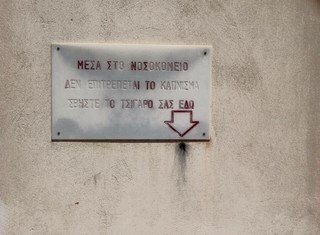 ΜΕΣΑ ΣΤΟ ΝΟΣΟΚΟΜΕΙΟ
ΔΕΝ ΕΠΙΤΡΕΠΕΤΑΙ ΤΟ ΚΑΠΝΙΣΜΑ
ΣΒΗΣΤΕ ΤΟ ΤΣΙΓΑΡΟ ΣΑΣ ΕΔΩ